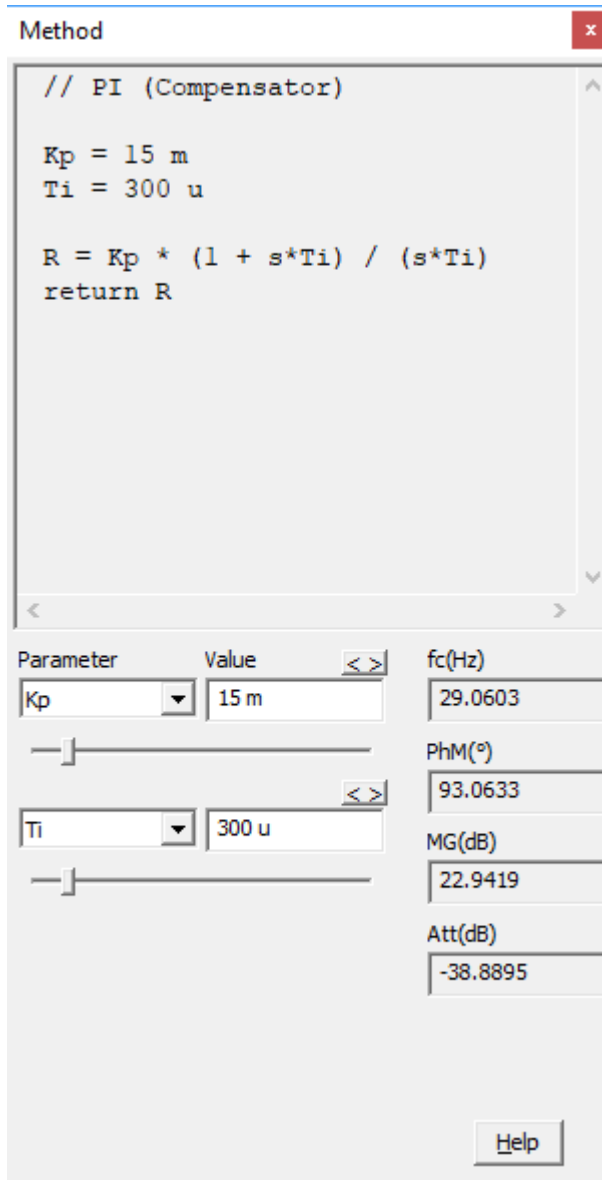 Method
x
// PI (Compensator)
Kp = 15 m
Ti = 300 u
R = Kp * (1 + s*Ti) / (s*Ti)
return R
Parameter Value < > fc(Hz)
Kp 15 m 29.0603
PhM(°)
< > 93.0633
Ti 300 u
MG(dB)
22.9419
Att(dB)
-38.8895
Help